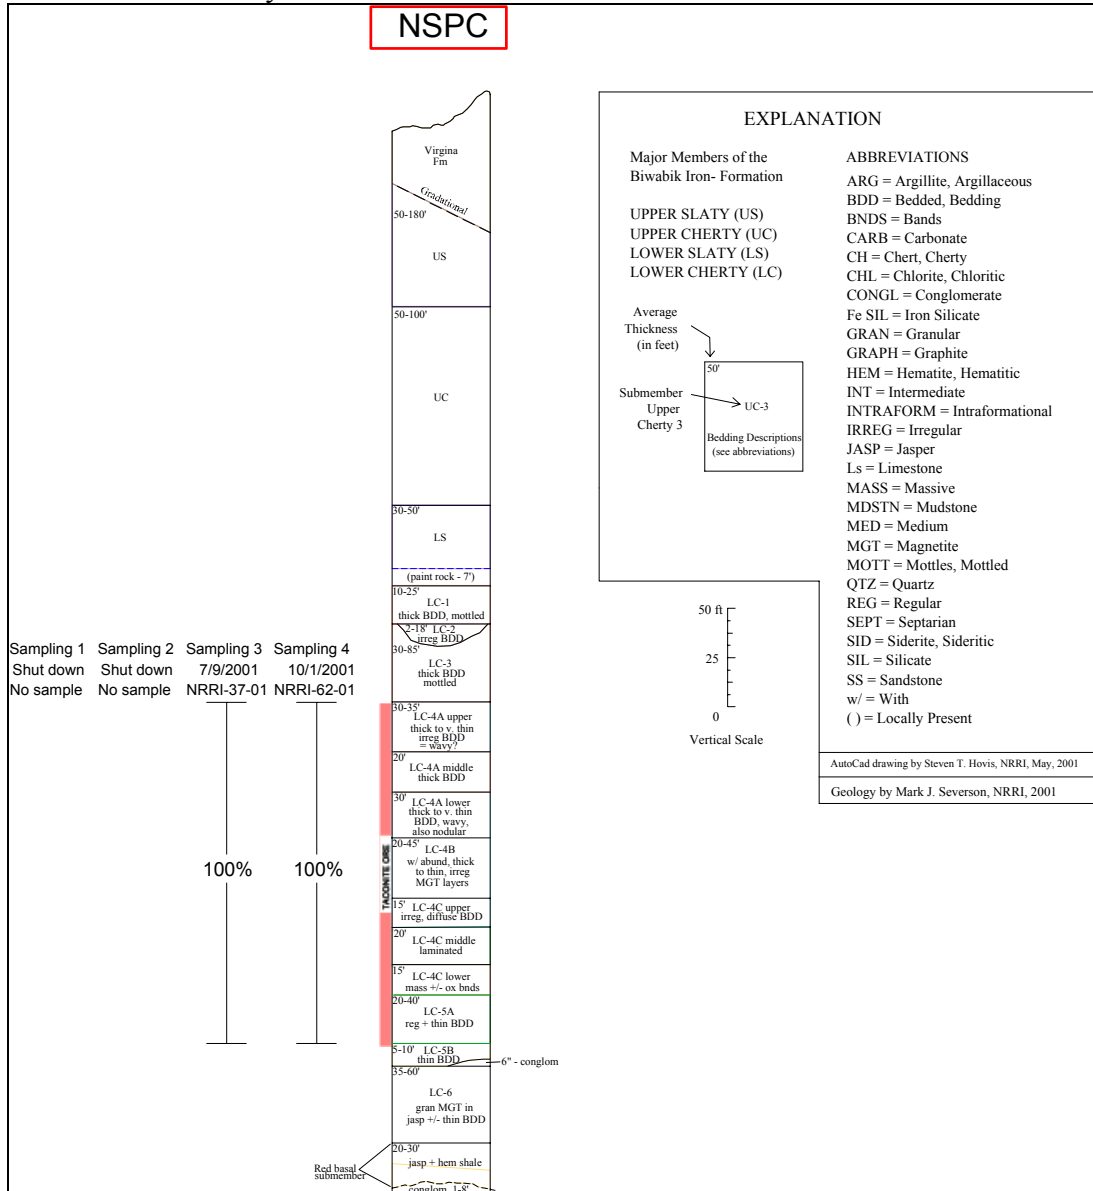 NSPC
Virgina
Fm
Gradational
50-180'
US
50-100'
UC
30-50'
LS
(paint rock - 7')
10-25'
LC-1
thick BDD, mottled
2-18' LC-2
irreg BDD
30-85'
LC-3
thick BDD
mottled
30-35'
LC-4A upper
thick to v. thin
irreg BDD
= wavy?
20'
LC-4A middle
thick BDD
30'
LC-4A lower
thick to v. thin
BDD, wavy,
also nodular
20-45'
LC-4B
w/ abund, thick
to thin, irreg
MGT layers
15'
LC-4C upper
irreg, diffuse BDD
20'
LC-4C middle
laminated
15'
LC-4C lower
mass +/- ox bnds
20-40'
LC-5A
reg + thin BDD
5-10' LC-5B
thin BDD
6" - conglom
35-60'
LC-6
gran MGT in
jasp +/- thin BDD
20-30'
jasp + hem shale
Red basal
submember
conglom 1-8'
TACONITE ORE
Sampling 1 Sampling 2 Sampling 3 Sampling 4
Shut down Shut down 7/9/2001 10/1/2001
No sample No sample NRRI-37-01 NRRI-62-01
100% 100%
EXPLANATION
Major Members of the
Biwabik Iron- Formation
UPPER SLATY (US)
UPPER CHERTY (UC)
LOWER SLATY (LS)
LOWER CHERTY (LC)
Average
Thickness
(in feet)
50'
Submember
Upper
Cherty 3
UC-3
Bedding Descriptions
(see abbreviations)
ABBREVIATIONS
ARG = Argillite, Argillaceous
BDD = Bedded, Bedding
BNDS = Bands
CARB = Carbonate
CH = Chert, Cherty
CHL = Chlorite, Chloritic
CONGL = Conglomerate
Fe SIL = Iron Silicate
GRAN = Granular
GRAPH = Graphite
HEM = Hematite, Hematitic
INT = Intermediate
INTRAFORM = Intraformational
IRREG = Irregular
JASP = Jasper
Ls = Limestone
MASS = Massive
MDSTN = Mudstone
MED = Medium
MGT = Magnetite
MOTT = Mottles, Mottled
QTZ = Quartz
REG = Regular
SEPT = Septarian
SID = Siderite, Sideritic
SIL = Silicate
SS = Sandstone
w/ = With
( ) = Locally Present
50 ft
25
0
Vertical Scale
AutoCad drawing by Steven T. Hovis, NRRI, May, 2001
Geology by Mark J. Severson, NRRI, 2001